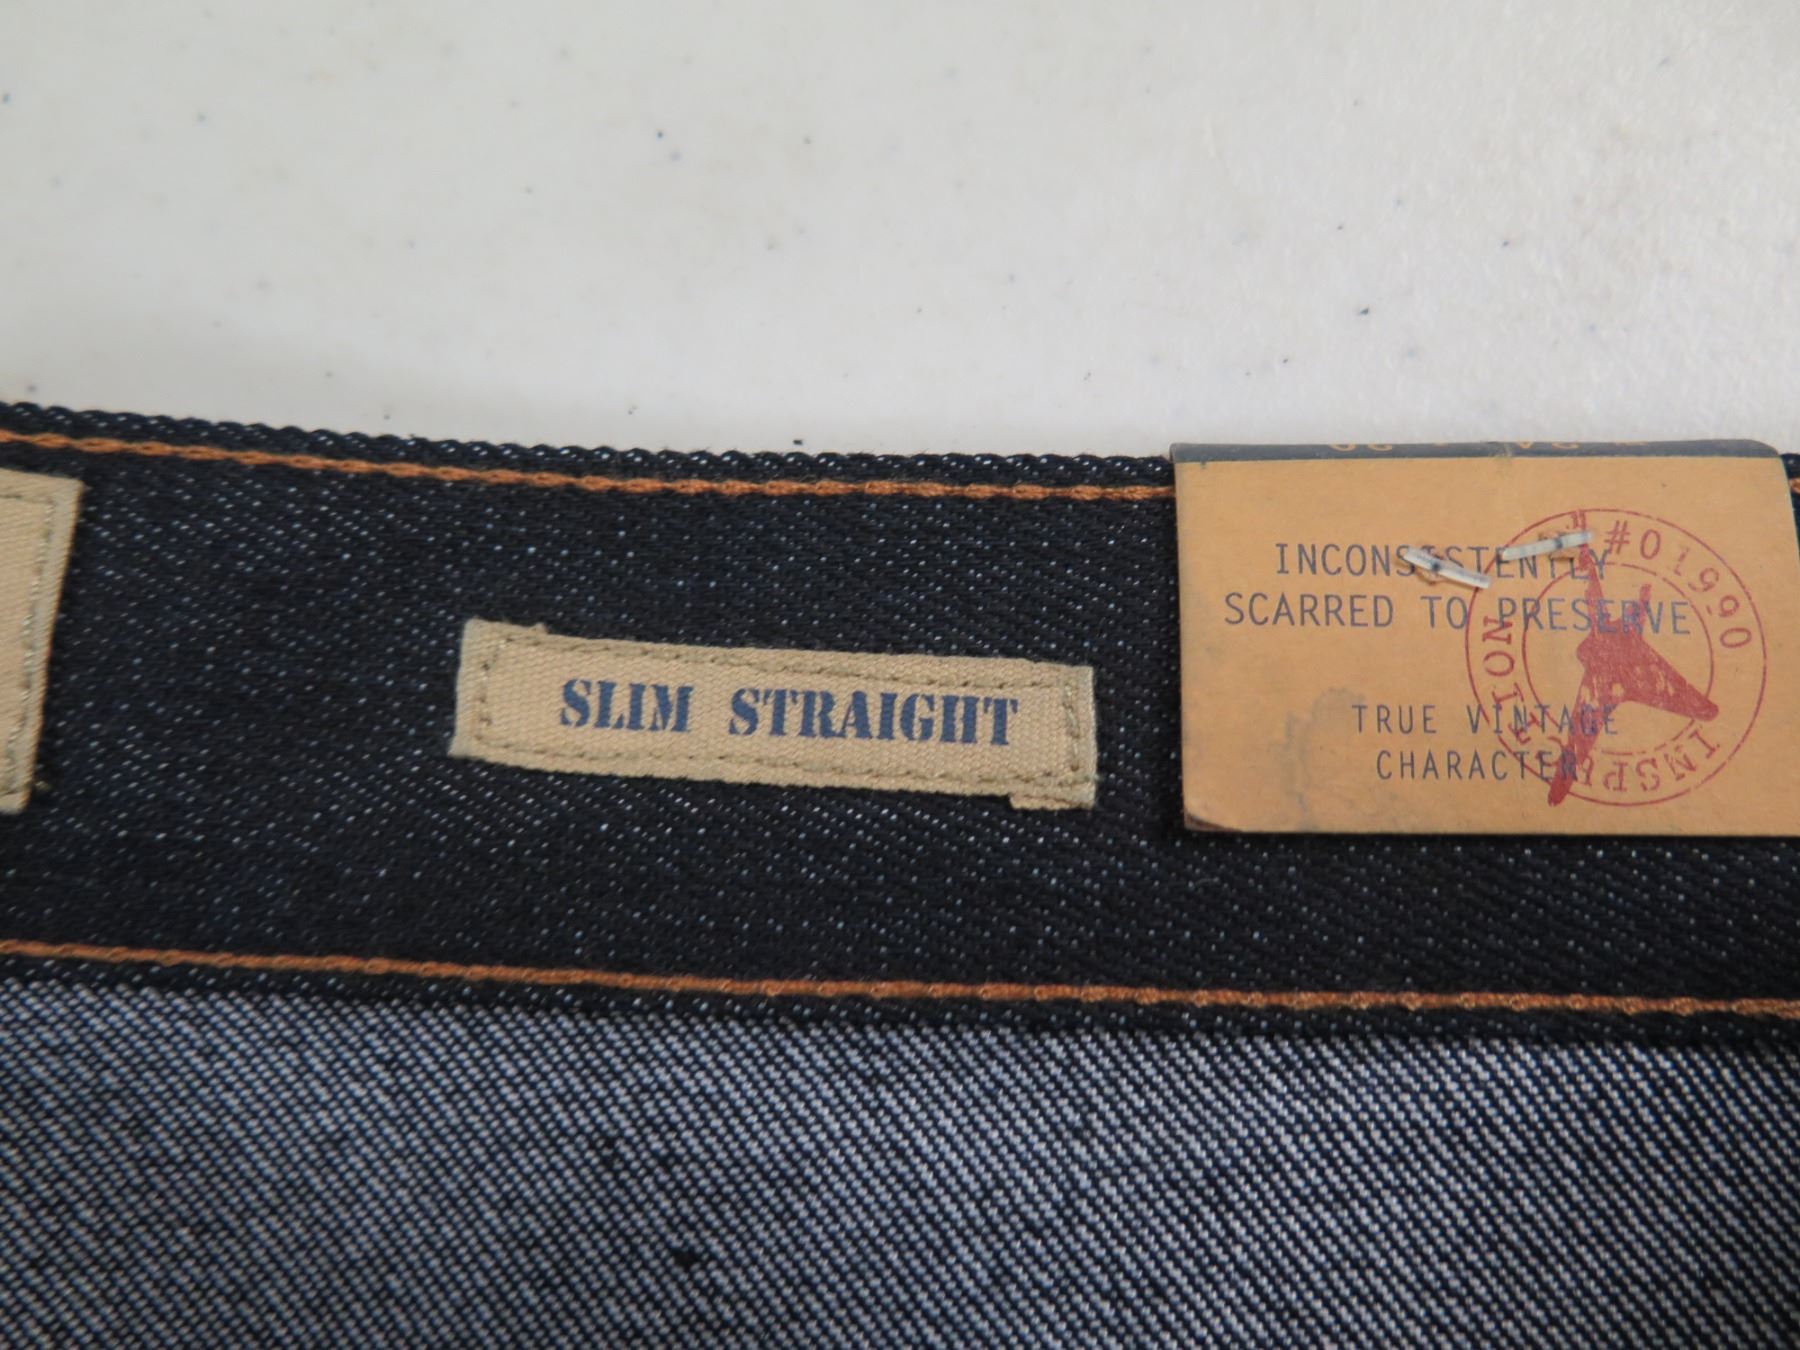 SLIM STRAIGHT
INCONSISTENTLY
SCARRED TO PRESERVE
TRUE VINTAGE
CHARACTER
#01990
INSPECTION